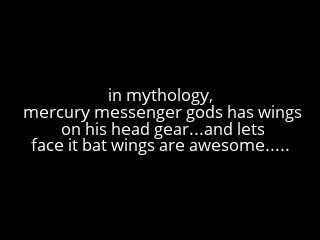 in mythology,
mercury messenger gods has wings
on his head gear...and lets
face it bat wings are awesome.....